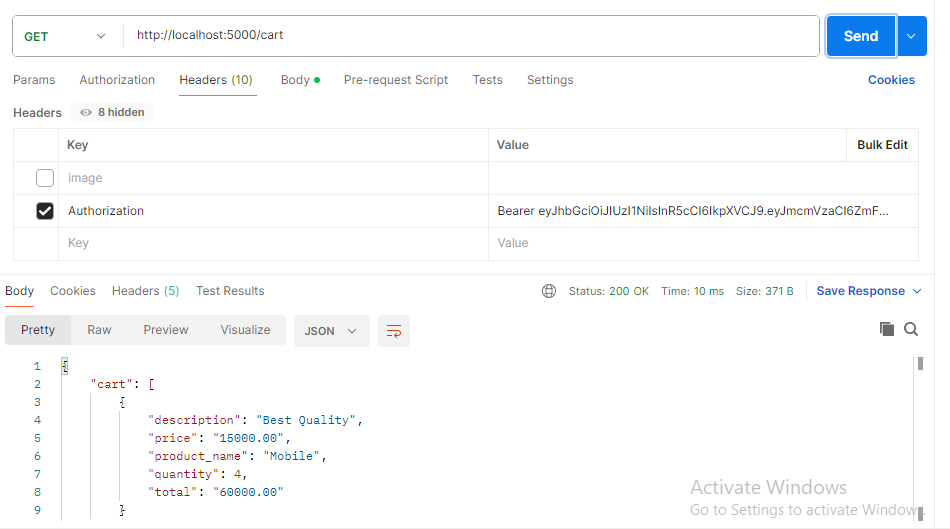 GET http://localhost:5000/cart Send
Params Authorization Headers (10) Body Pre-request Script Tests Settings Cookies
Headers 8 hidden
Key Value Bulk Edit
image
Authorization Bearer eyJhbGciOiJIUzI1NiIsInR5cCI6IkpXVCJ9.eyJmcmVzaCI6ZmF...
Key Value
Body Cookies Headers (5) Test Results Status: 200 OK Time: 10 ms Size: 371 B Save Response
Pretty Raw Preview Visualize JSON
1 {
2 "cart": [
3 {
4 "description": "Best Quality",
5 "price": "15000.00",
6 "product_name": "Mobile",
7 "quantity": 4,
8 "total": "60000.00"
9 }
Activate Windows
Go to Settings to activate Windows.